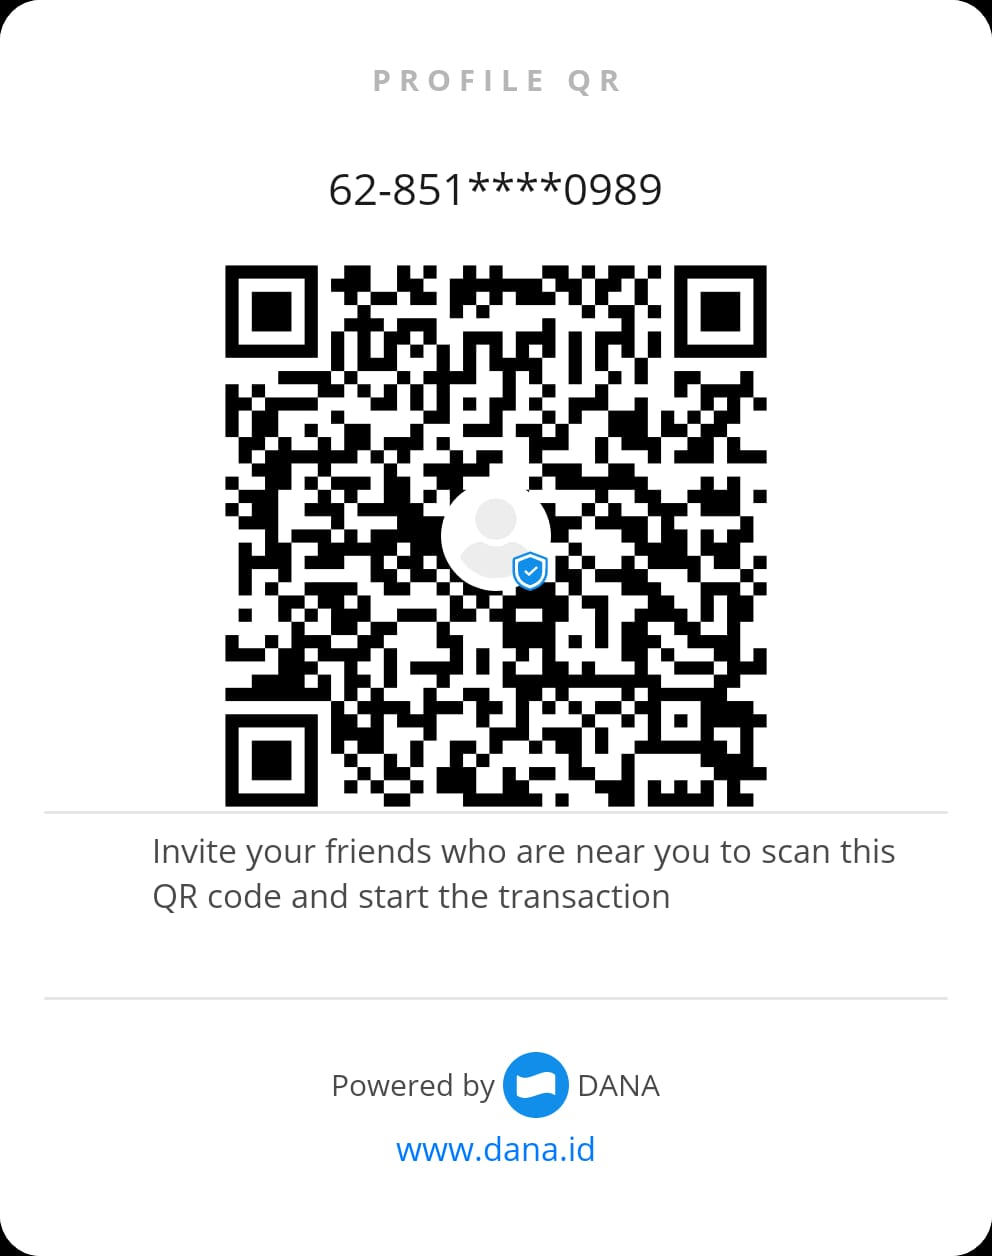 PROFILE QR
62-851****0989
Invite your friends who are near you to scan this
QR code and start the transaction
Powered by DANA
www.dana.id